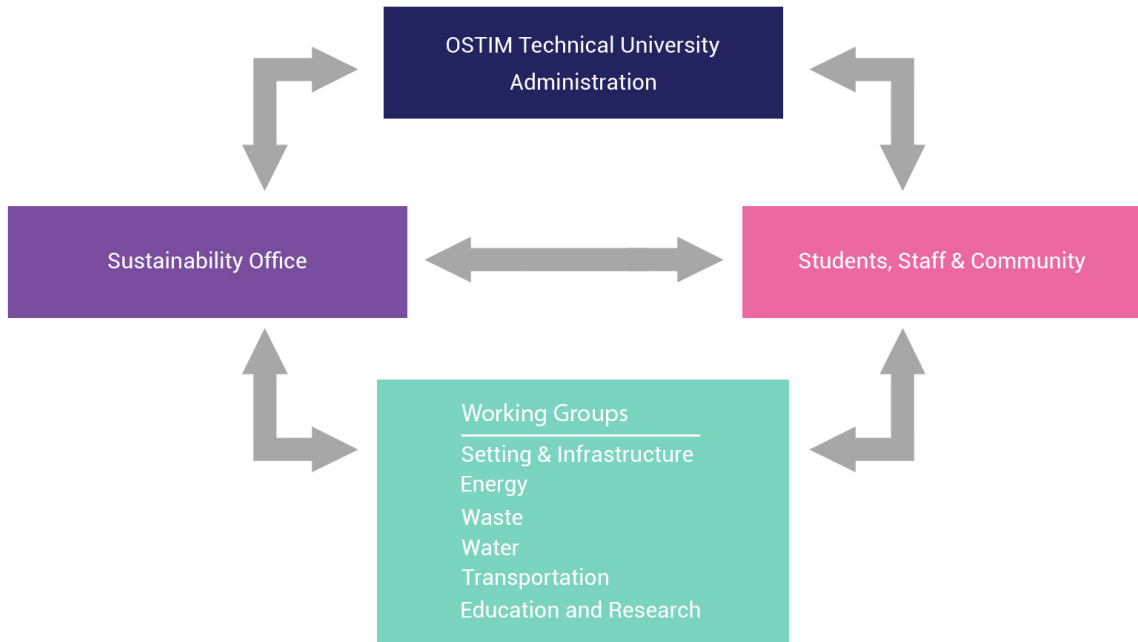 OSTIM Technical University
Administration
Sustainability Office
Students, Staff & Community
Working Groups
Setting & Infrastructure
Energy
Waste
Water
Transportation
Education and Research